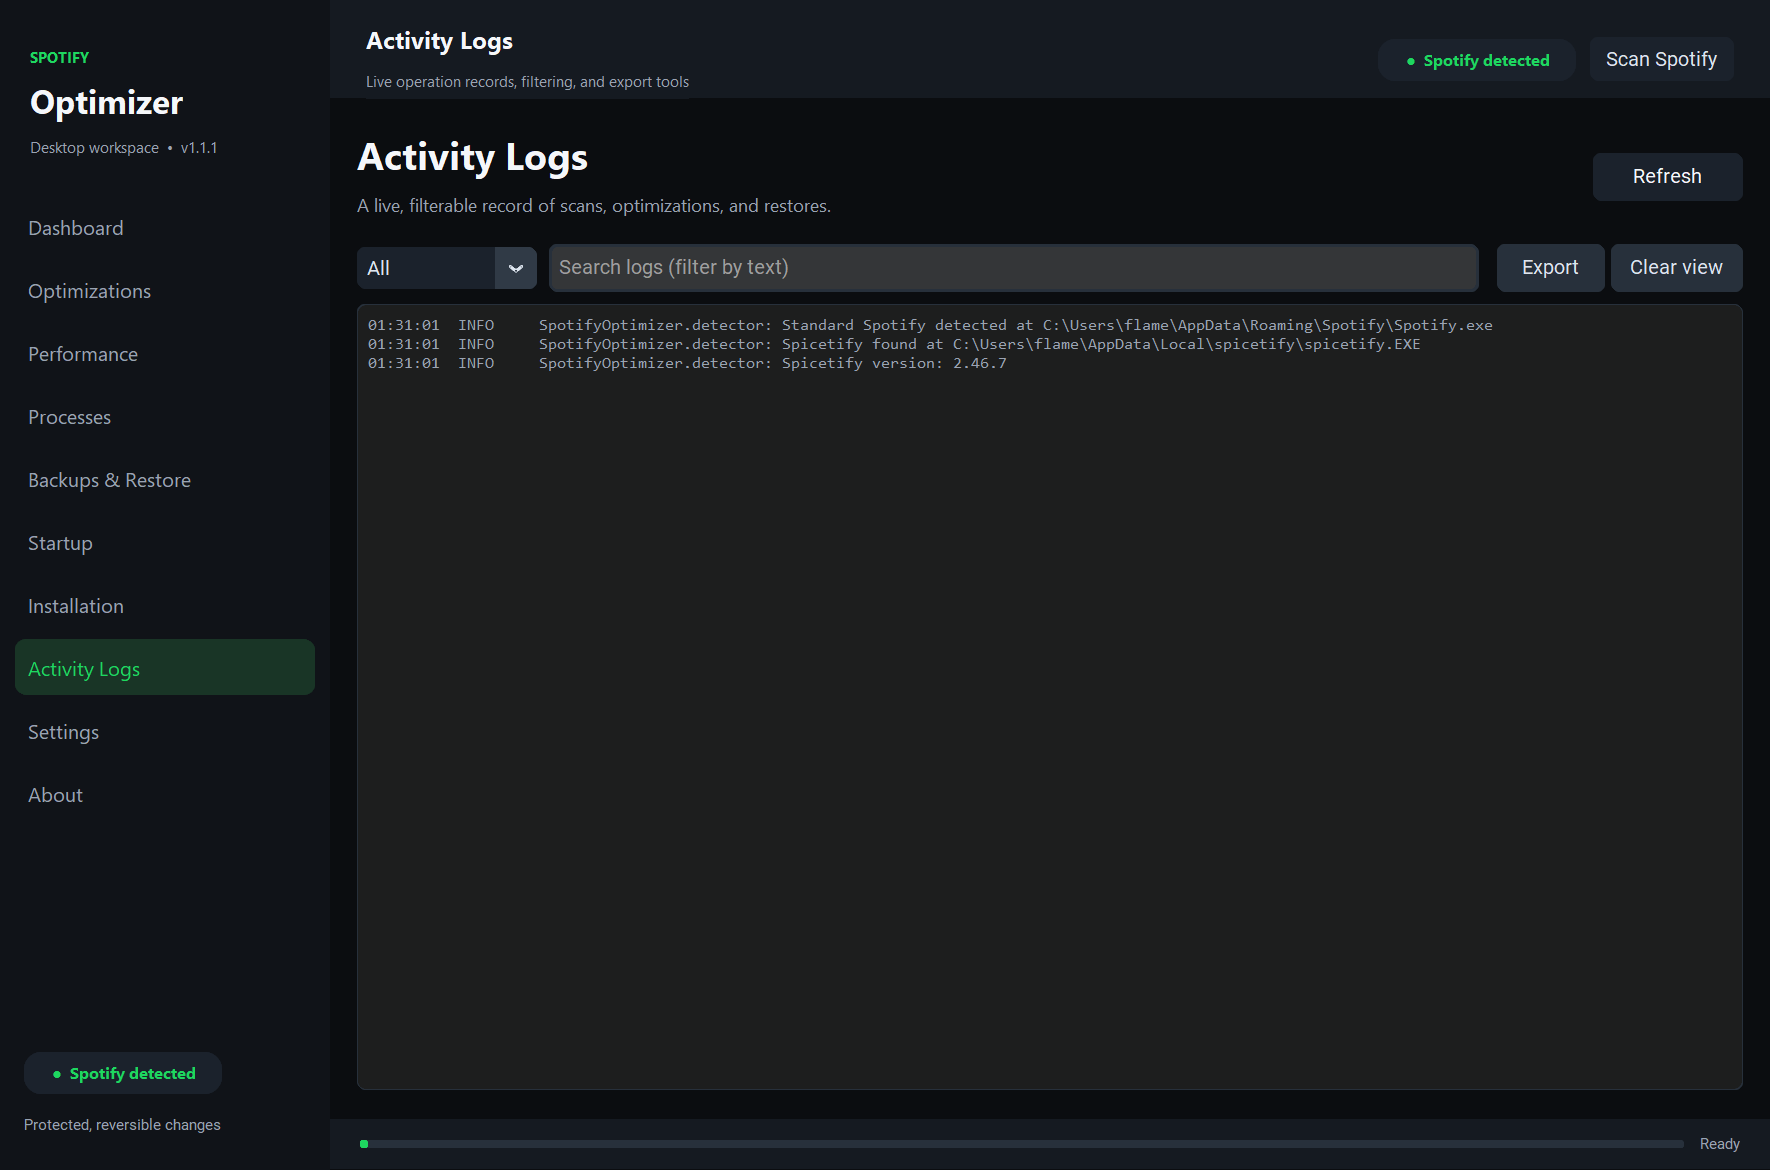 SPOTIFY
Optimizer
Desktop workspace • v1.1.1
Dashboard
Optimizations
Performance
Processes
Backups & Restore
Startup
Installation
Activity Logs
Settings
About
● Spotify detected
Protected, reversible changes
Activity Logs
Live operation records, filtering, and export tools
● Spotify detected
Scan Spotify
Activity Logs
A live, filterable record of scans, optimizations, and restores.
Refresh
All
Search logs (filter by text)
Export
Clear view
01:31:01 INFO SpotifyOptimizer.detector: Standard Spotify detected at C:\Users\flame\AppData\Roaming\Spotify\Spotify.exe
01:31:01 INFO SpotifyOptimizer.detector: Spicetify found at C:\Users\flame\AppData\Local\spicetify\spicetify.EXE
01:31:01 INFO SpotifyOptimizer.detector: Spicetify version: 2.46.7
Ready